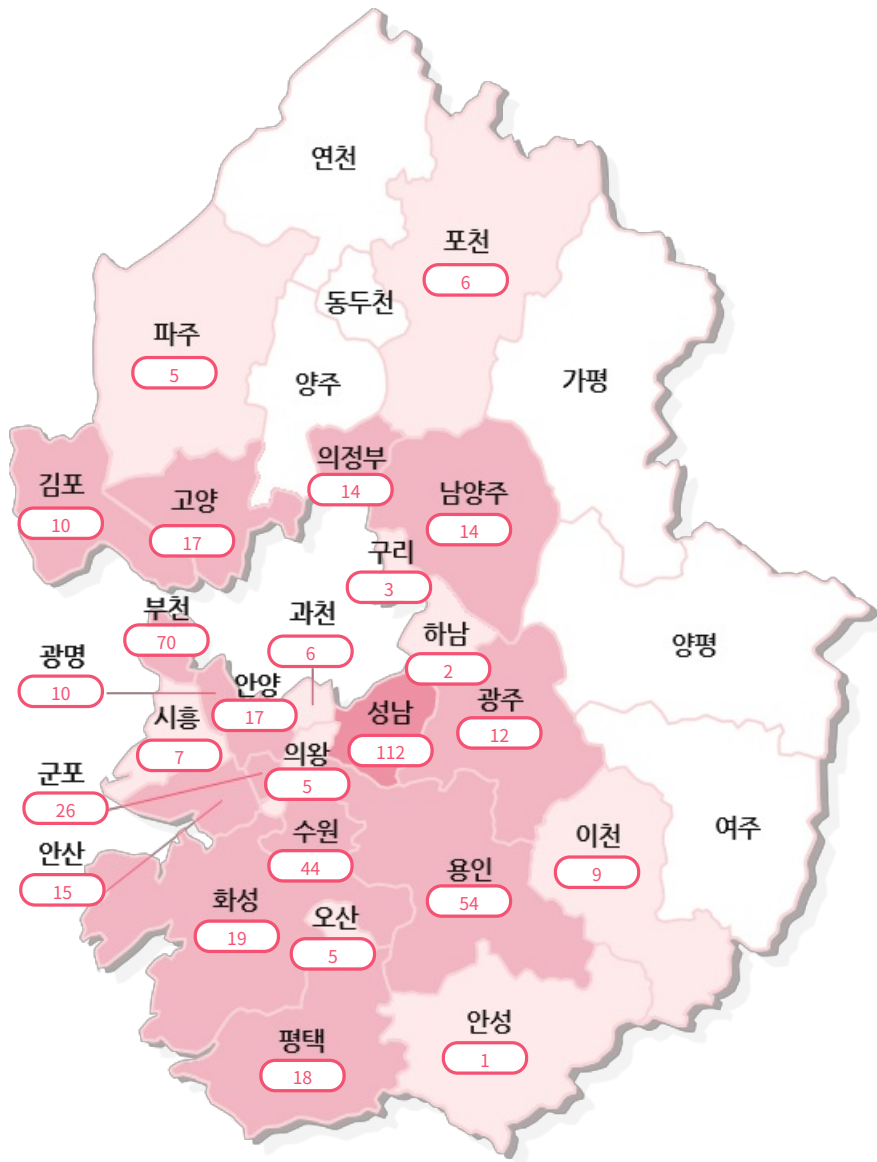 연천
포천
6
동두천
파주
5
양주
가평
의정부
14
김포
10
고양
17
남양주
14
구리
3
부천
70
과천
6
하남
2
양평
광명
10
안양
17
시흥
7
성남
112
광주
12
의왕
5
군포
26
수원
44
이천
9
여주
안산
15
용인
54
화성
19
오산
5
안성
1
평택
18